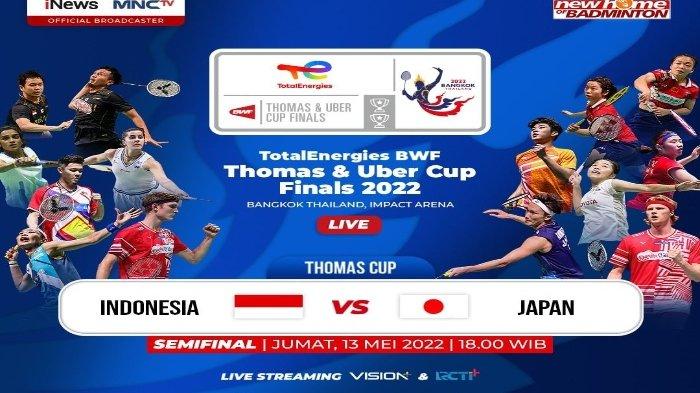 iNews MNCTV
OFFICIAL BROADCASTER
new home
OF BADMINTON
TotalEnergies
2022
BANGKOK
THAILAND
BWF THOMAS & UBER
CUP FINALS
TotalEnergies BWF
Thomas & Uber Cup
Finals 2022
BANGKOK THAILAND, IMPACT ARENA
LIVE
THOMAS CUP
INDONESIA VS JAPAN
SEMIFINAL | JUMAT, 13 MEI 2022 | 18.00 WIB
LIVE STREAMING VISION+ & RCTI+